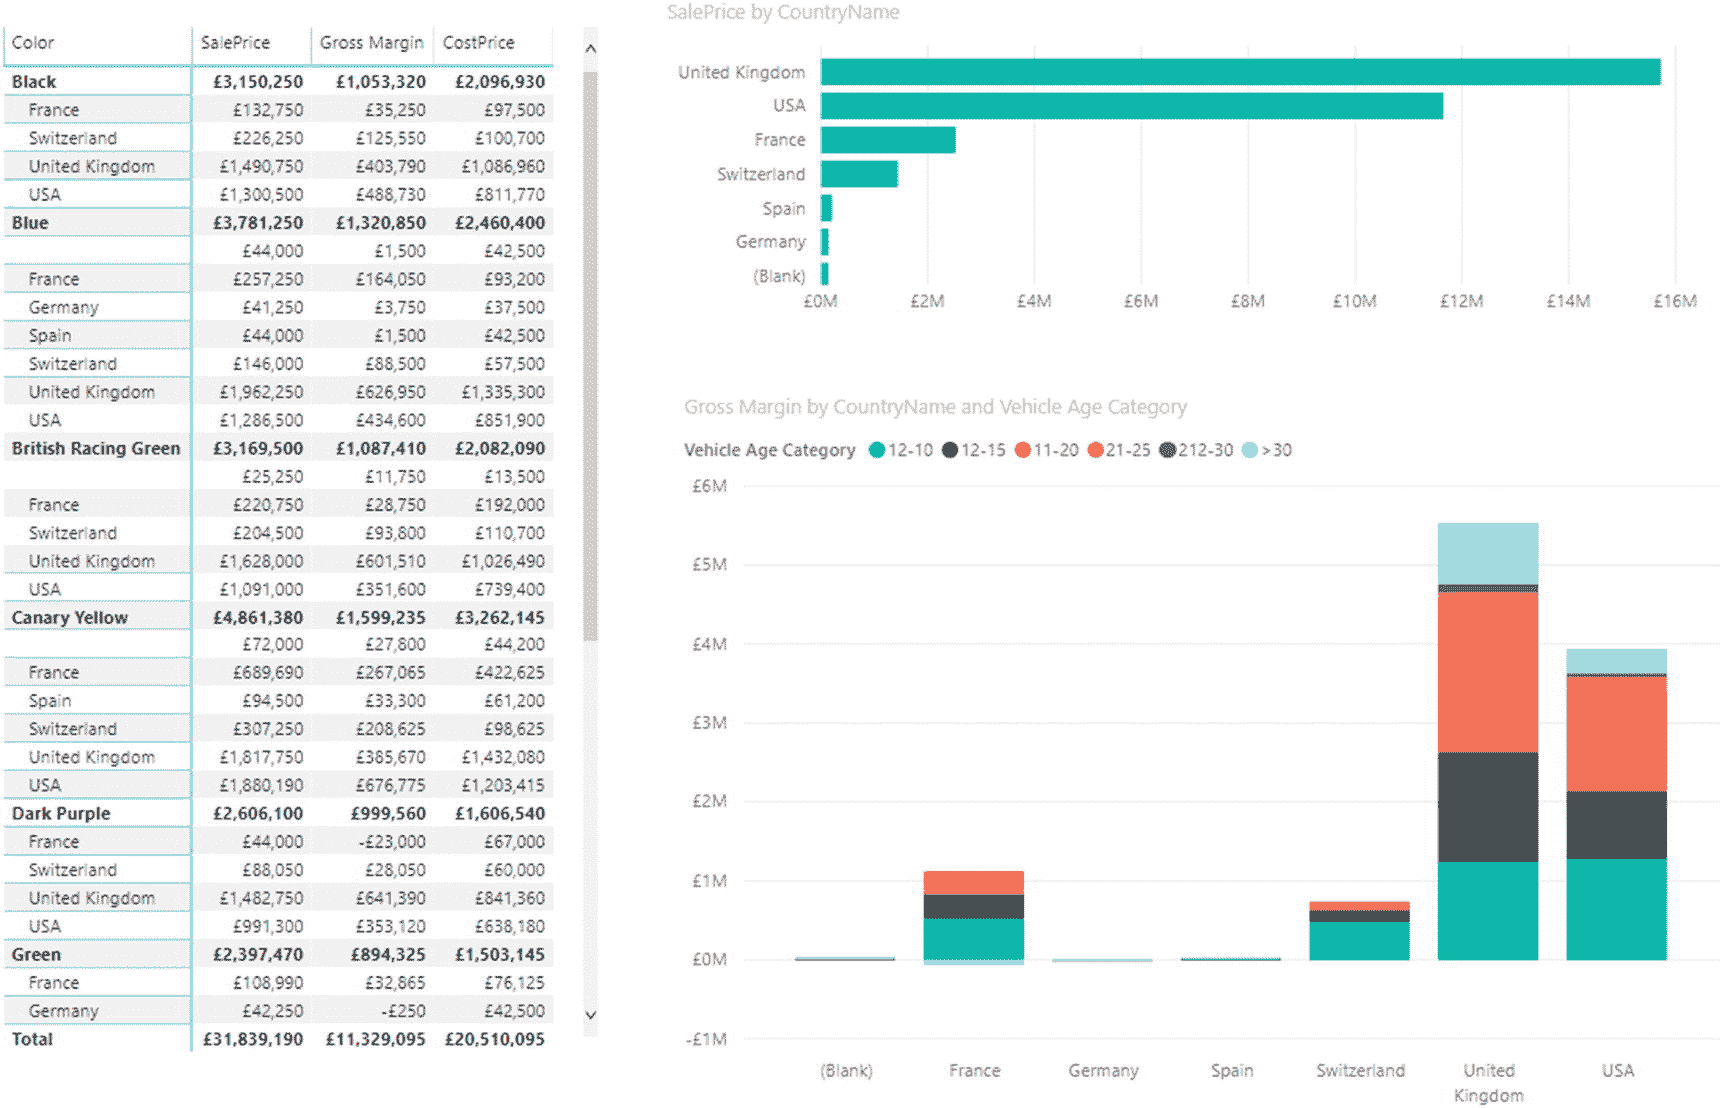 Color SalePrice Gross Margin CostPrice
Black £3,150,250 £1,053,320 £2,096,930
France £132,750 £35,250 £97,500
Switzerland £226,250 £125,550 £100,700
United Kingdom £1,490,750 £403,790 £1,086,960
USA £1,300,500 £488,730 £811,770
Blue £3,781,250 £1,320,850 £2,460,400
£44,000 £1,500 £42,500
France £257,250 £164,050 £93,200
Germany £41,250 £3,750 £37,500
Spain £44,000 £1,500 £42,500
Switzerland £146,000 £88,500 £57,500
United Kingdom £1,962,250 £626,950 £1,335,300
USA £1,286,500 £434,600 £851,900
British Racing Green £3,169,500 £1,087,410 £2,082,090
£25,250 £11,750 £13,500
France £220,750 £28,750 £192,000
Switzerland £204,500 £93,800 £110,700
United Kingdom £1,628,000 £601,510 £1,026,490
USA £1,091,000 £351,600 £739,400
Canary Yellow £4,861,380 £1,599,235 £3,262,145
£72,000 £27,800 £44,200
France £689,690 £267,065 £422,625
Spain £94,500 £33,300 £61,200
Switzerland £307,250 £208,625 £98,625
United Kingdom £1,817,750 £385,670 £1,432,080
USA £1,880,190 £676,775 £1,203,415
Dark Purple £2,606,100 £999,560 £1,606,540
France £44,000 -£23,000 £67,000
Switzerland £88,050 £28,050 £60,000
United Kingdom £1,482,750 £641,390 £841,360
USA £991,300 £353,120 £638,180
Green £2,397,470 £894,325 £1,503,145
France £108,990 £32,865 £76,125
Germany £42,250 -£250 £42,500
Total £31,839,190 £11,329,095 £20,510,095
SalePrice by CountryName
United Kingdom
USA
France
Switzerland
Spain
Germany
(Blank)
£0M £2M £4M £6M £8M £10M £12M £14M £16M
Gross Margin by CountryName and Vehicle Age Category
Vehicle Age Category 12-10 12-15 11-20 21-25 212-30 >30
£6M
£5M
£4M
£3M
£2M
£1M
£0M
-£1M
(Blank) France Germany Spain Switzerland United Kingdom USA